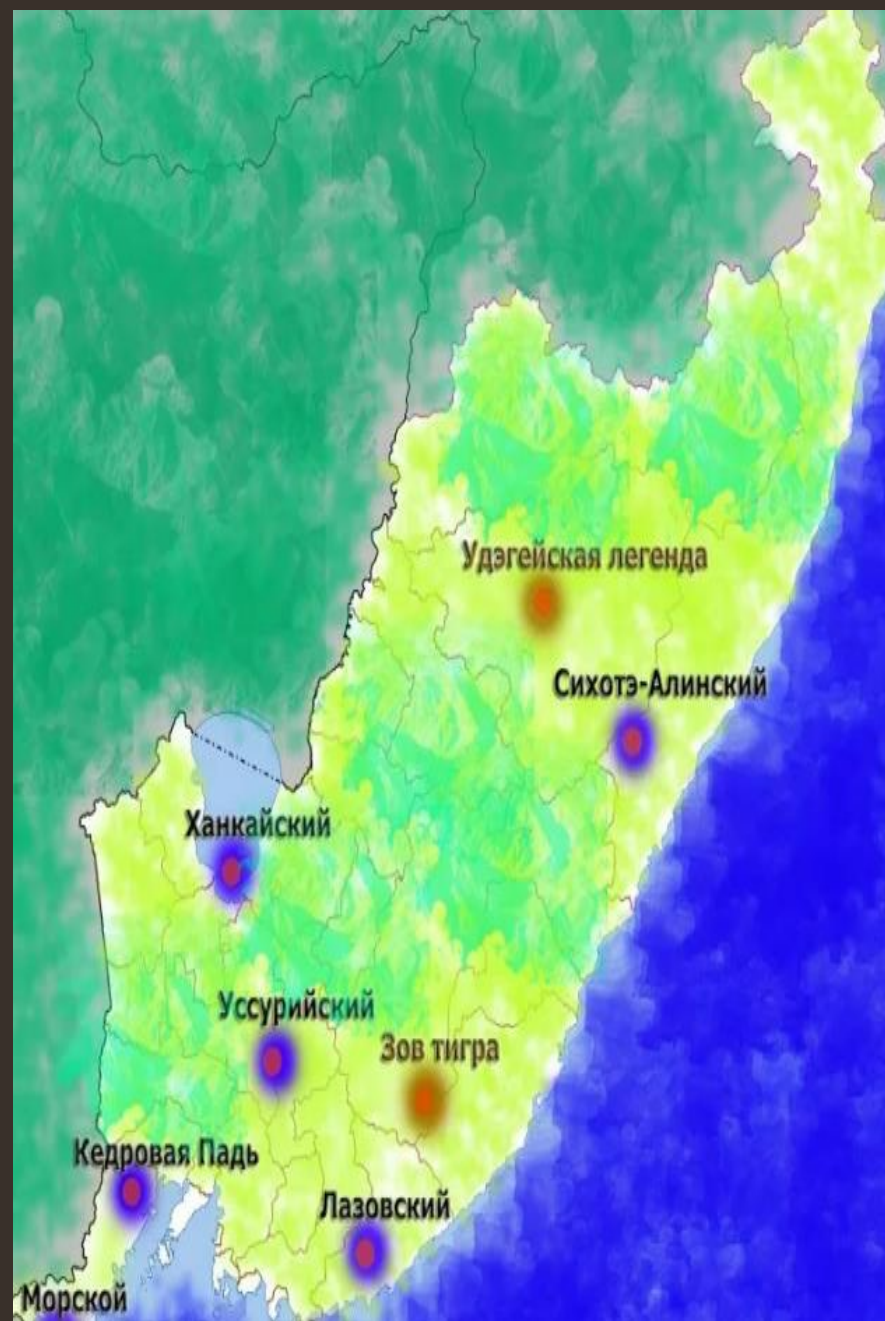 Удэгейская легенда
Сихотэ-Алинский
Ханкайский
Уссурийский
Зов тигра
Кедровая Падь
Лазовский
Морской